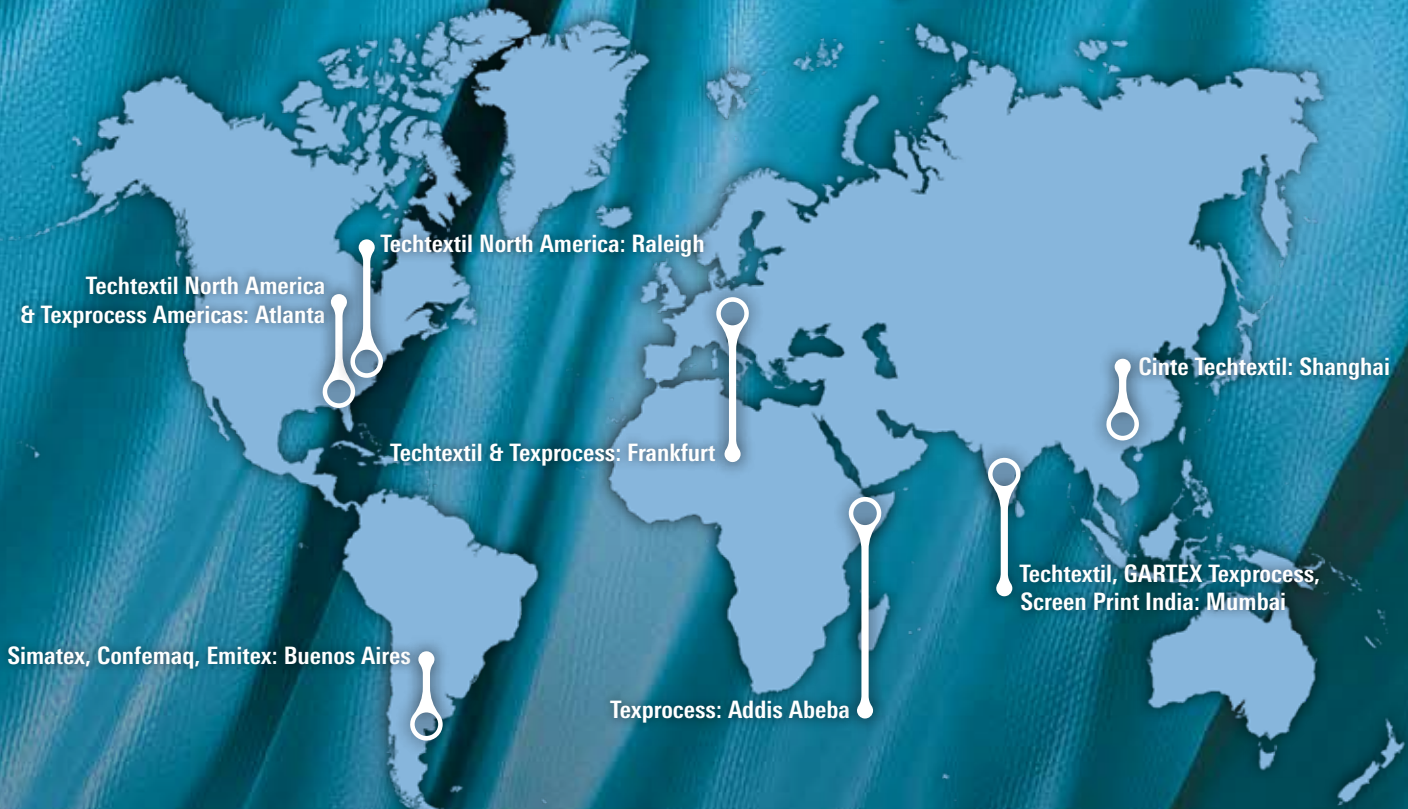 Techtextil North America: Raleigh
Techtextil North America
& Texprocess Americas: Atlanta
Cinte Techtextil: Shanghai
Techtextil & Texprocess: Frankfurt
Techtextil, GARTEX Texprocess,
Screen Print India: Mumbai
Simatex, Confemaq, Emitex: Buenos Aires
Texprocess: Addis Abeba